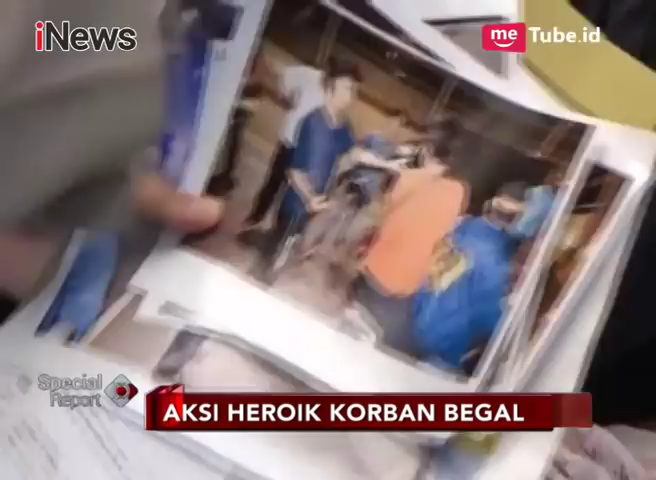 iNews
me Tube.id
Special Report
AKSI HEROIK KORBAN BEGAL